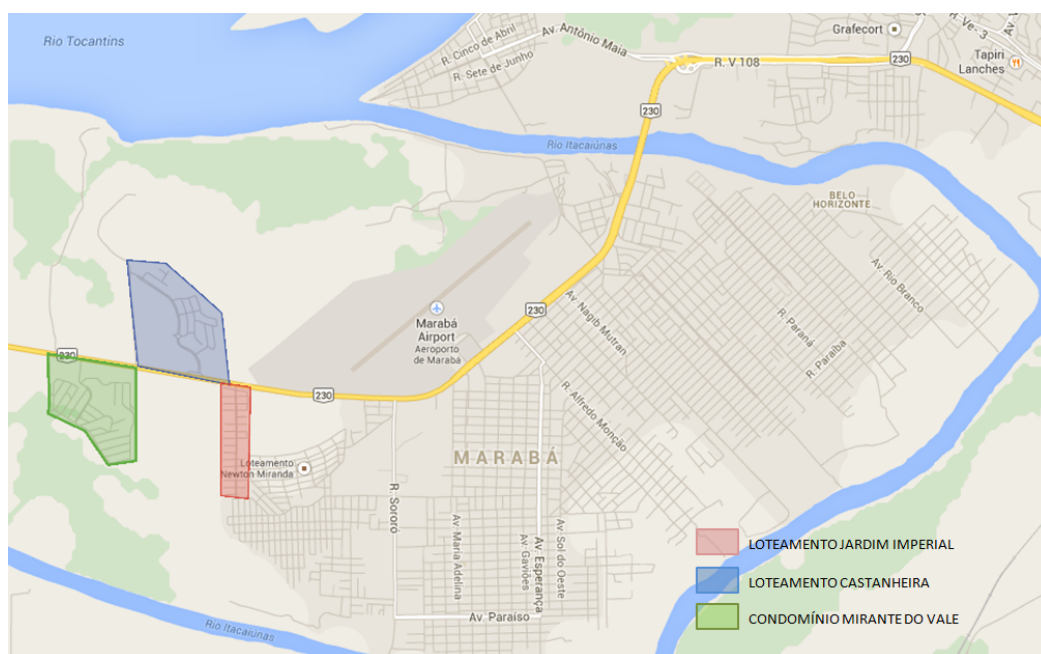 Rio Tocantins
R. Cinco de Abril
Av. Antônio Maia
R. Sete de Junho
R. V 108
Grafecort
230
R. Ve- 3
Av
Tapiri
Lanches
230
Rio Itacaiúnas
BELO
HORIZONTE
Av. Rio Branco
R. Paraná
R. Paraíba
Av. Nagib Mutran
230
Marabá
Airport
Aeroporto
de Marabá
230
230
R. Alfredo Monção
MARABÁ
Loteamento
Newton Miranda
R. Sororó
Av. Maria Adelina
Av. Gaviões
Av. Esperança
Av. Sol do Oeste
Av. Paraíso
Rio Itacaiúnas
Rio Itacaiúnas
LOTEAMENTO JARDIM IMPERIAL
LOTEAMENTO CASTANHEIRA
CONDOMÍNIO MIRANTE DO VALE